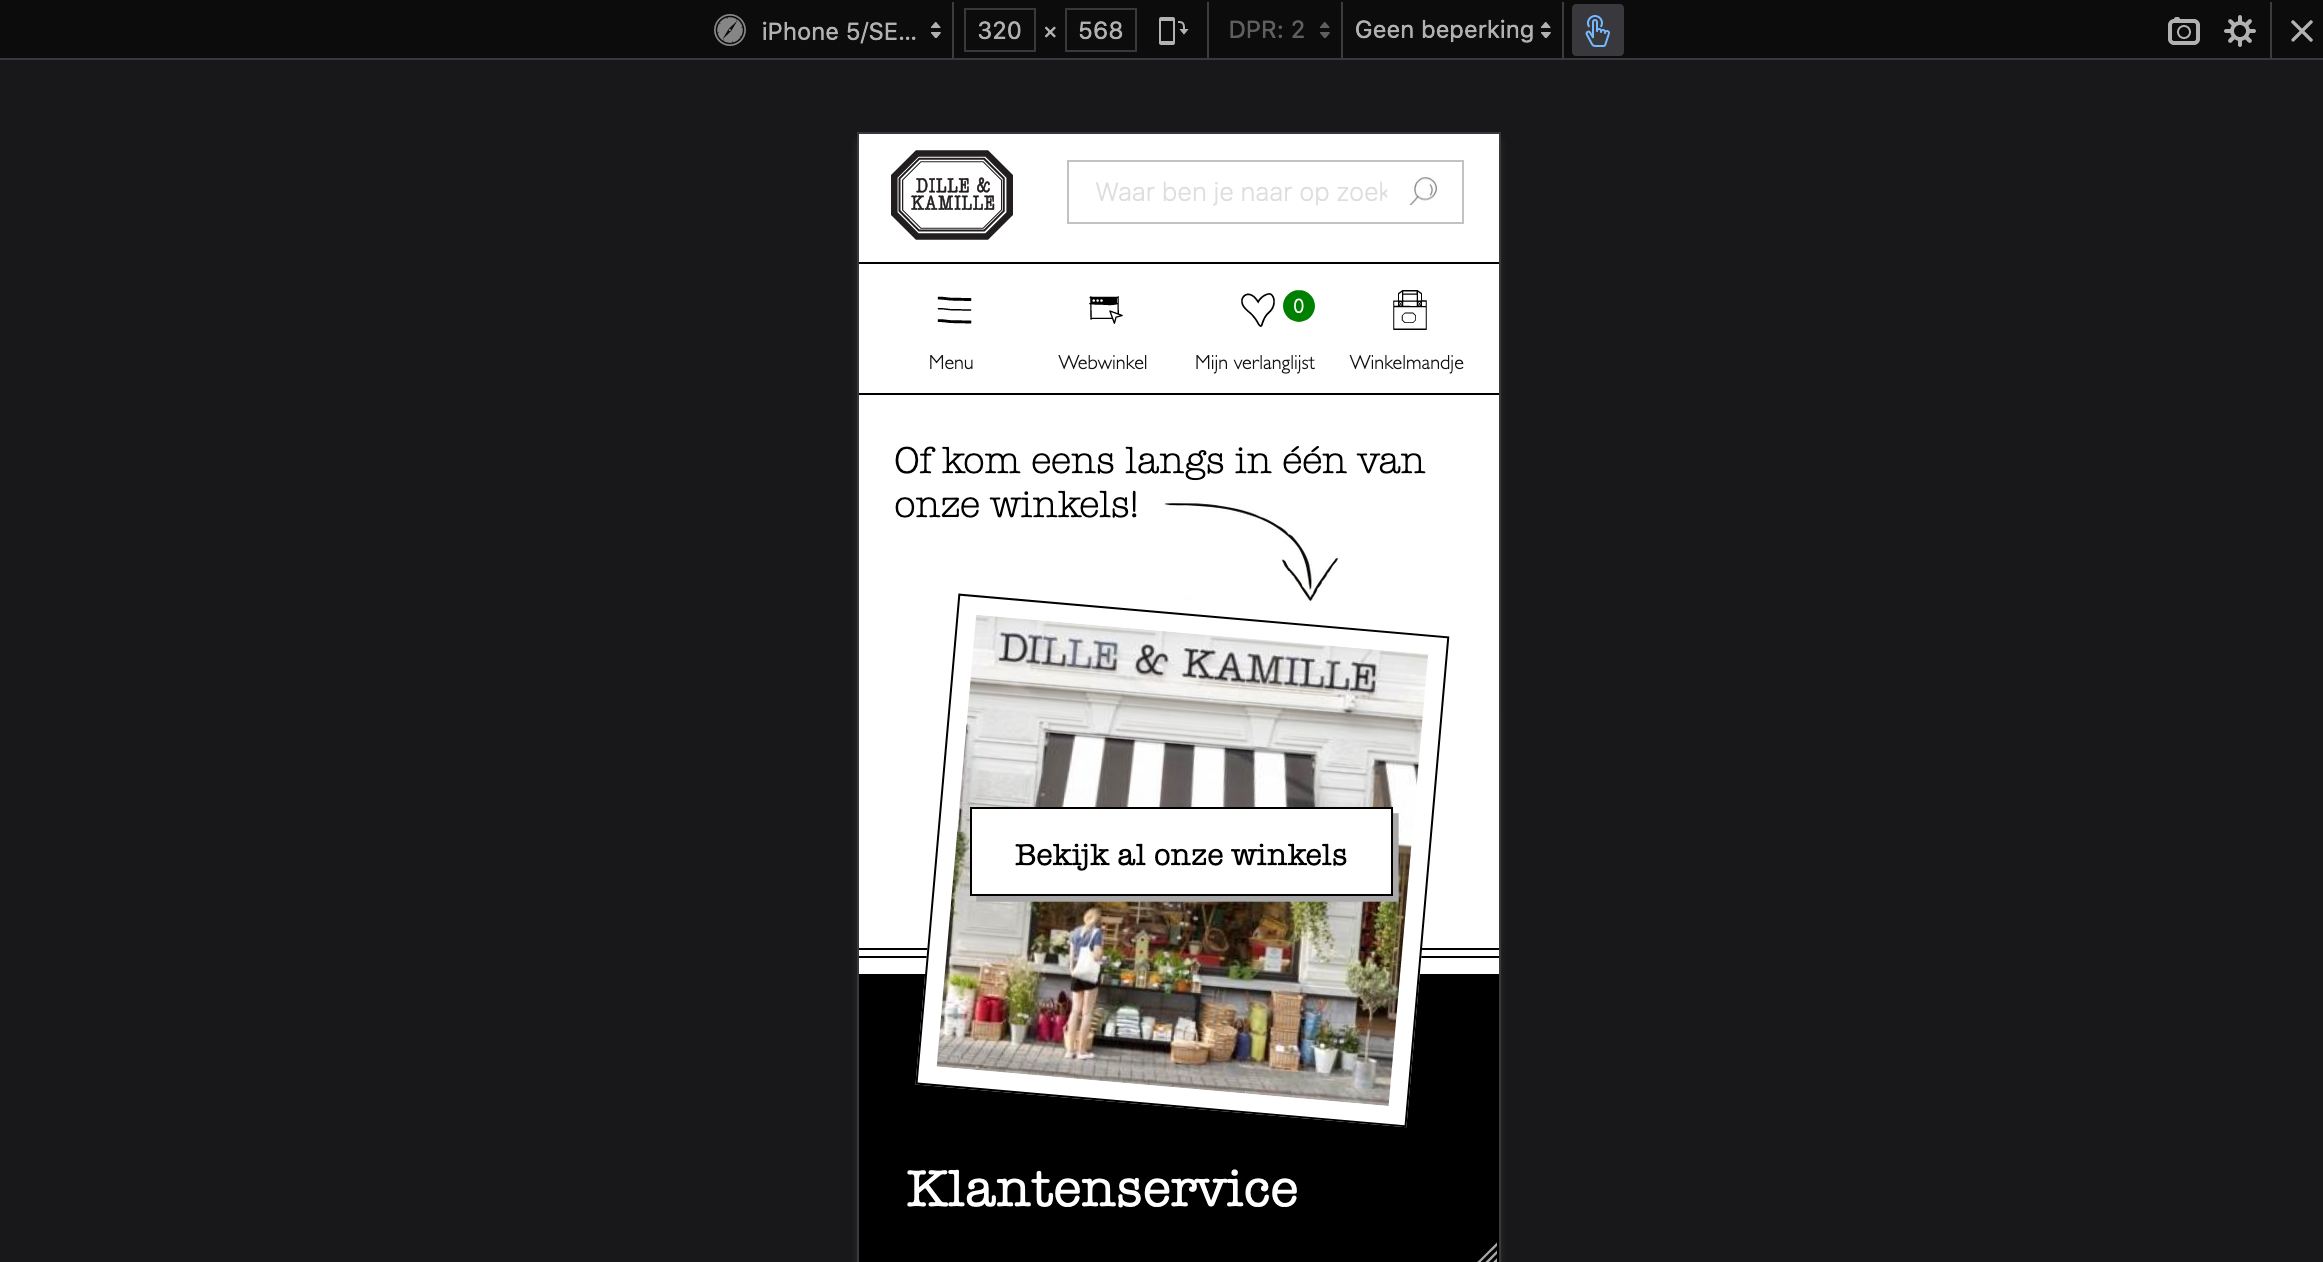 iPhone 5/SE...
320 × 568
DPR: 2
Geen beperking
DILLE &
KAMILLE
Waar ben je naar op zoek
Menu
Webwinkel
0
Mijn verlanglijst
Winkelmandje
Of kom eens langs in één van
onze winkels!
DILLE & KAMILLE
Bekijk al onze winkels
Klantenservice